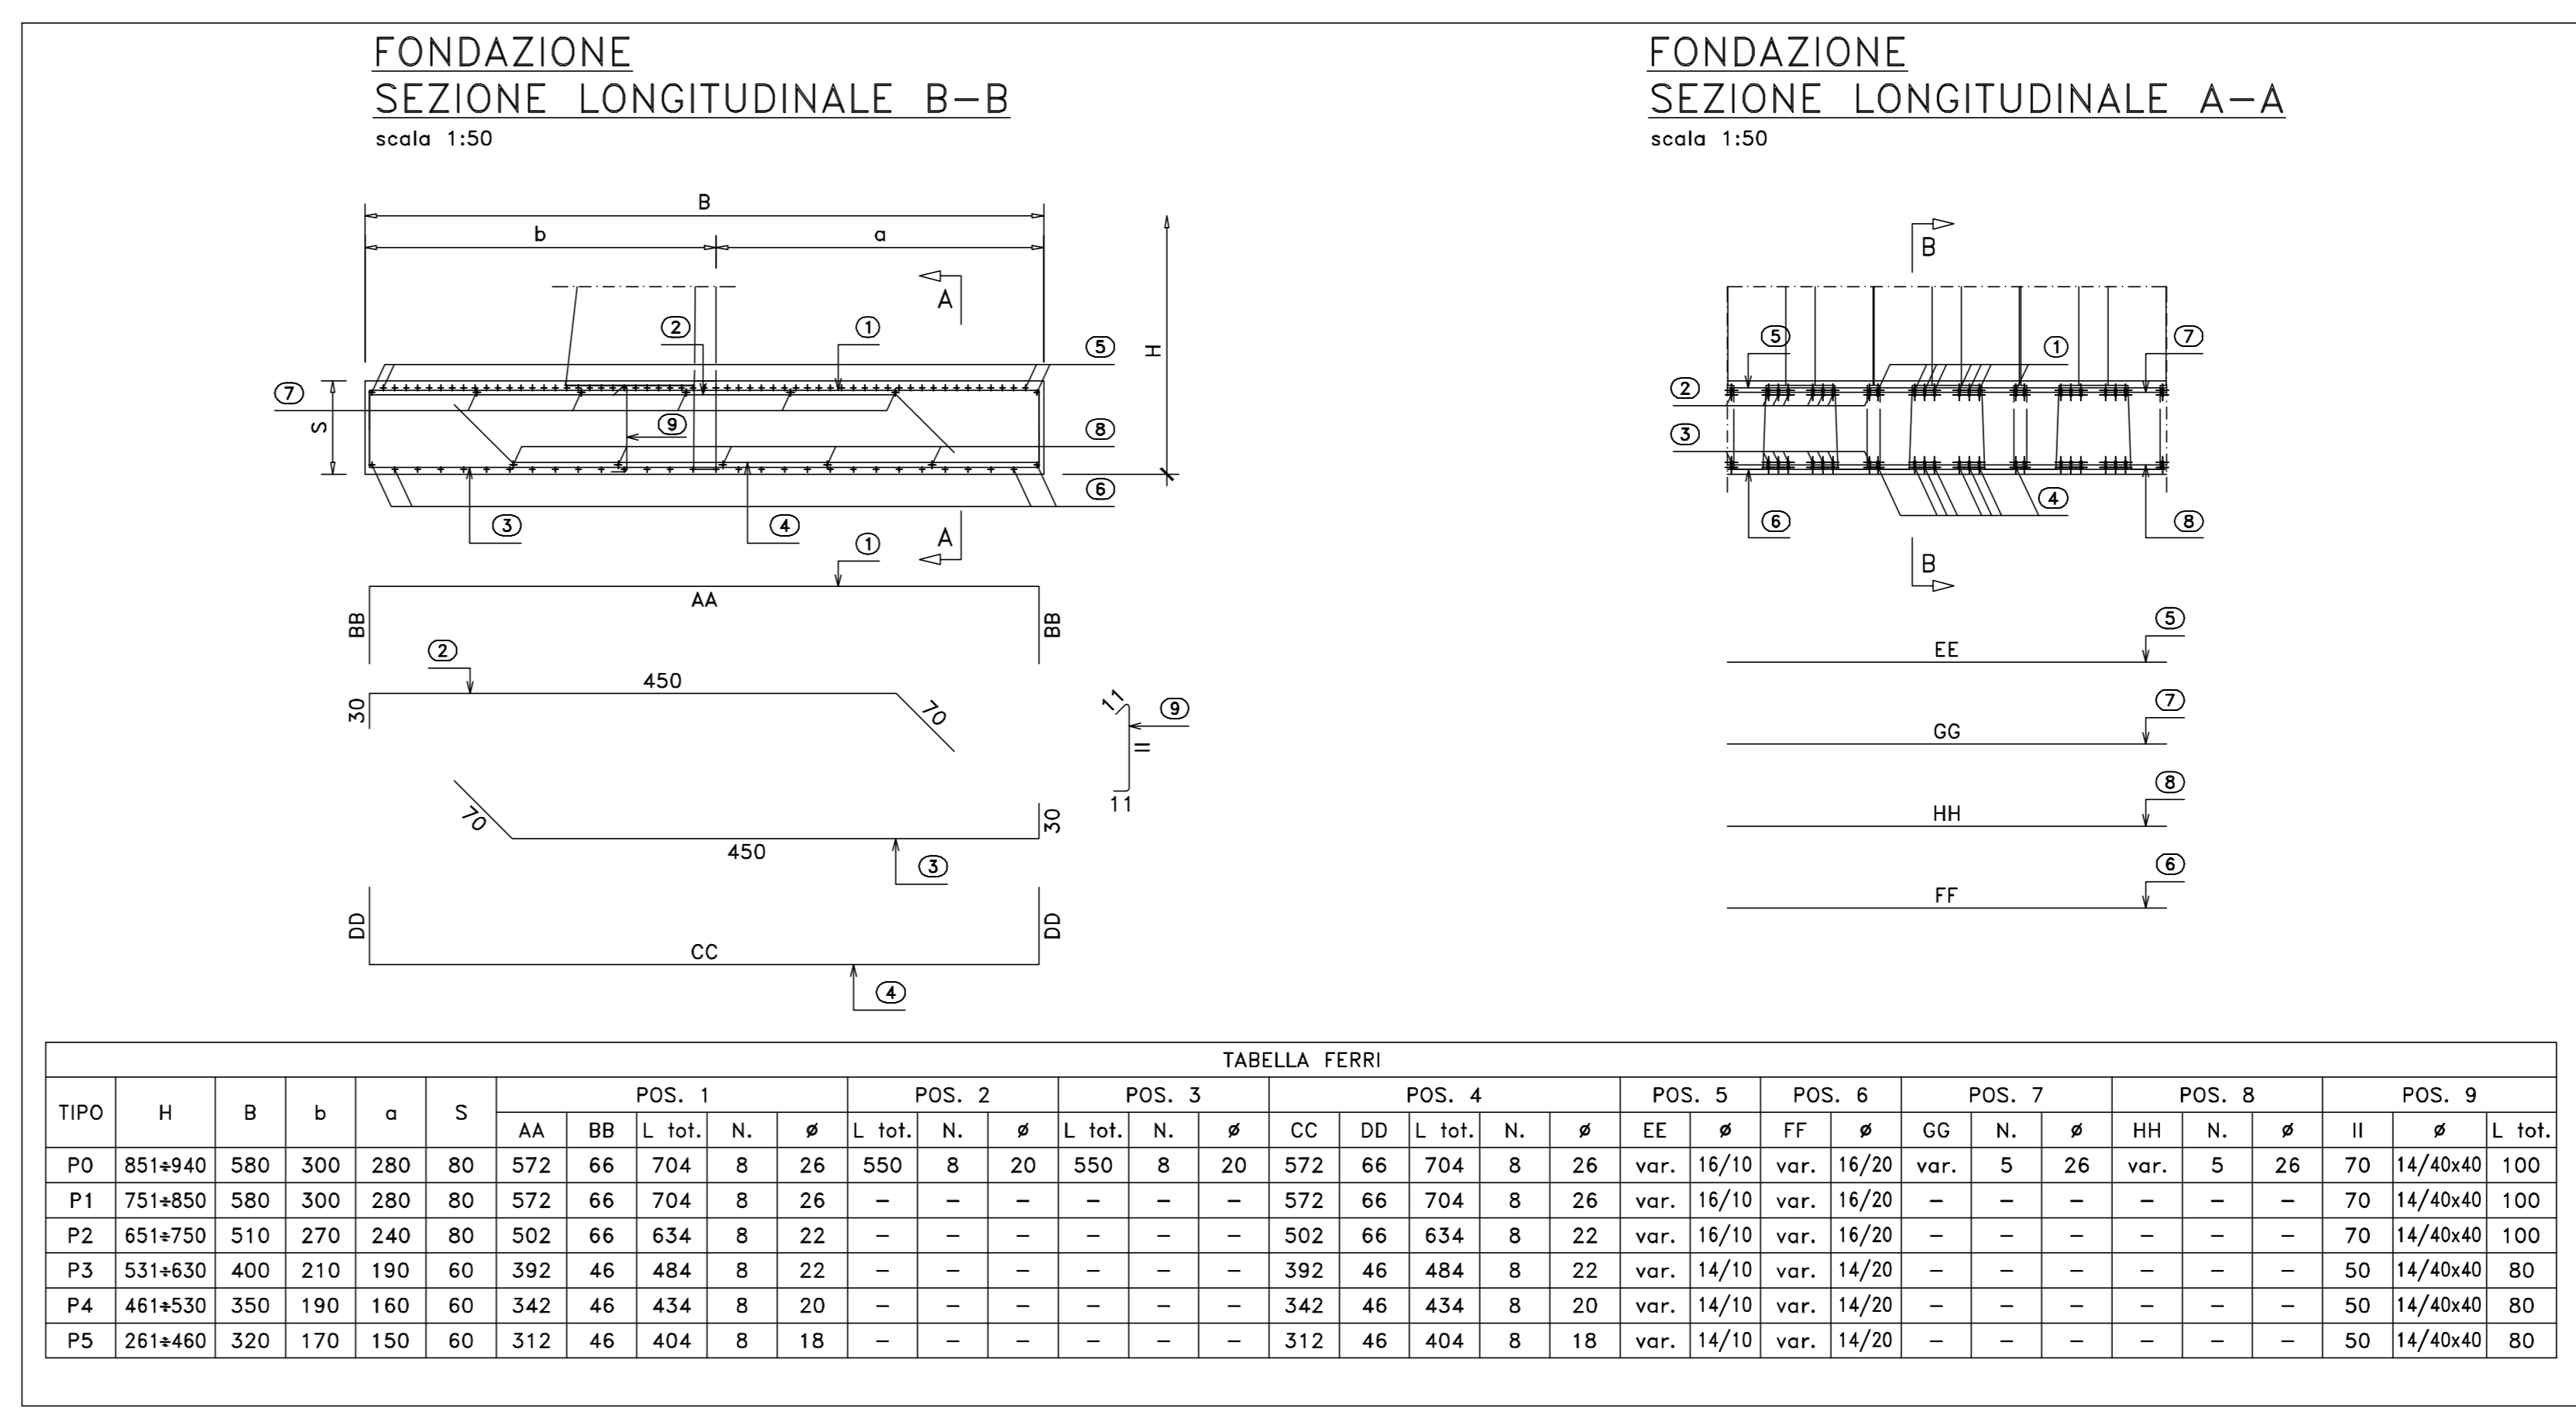 FONDAZIONE
SEZIONE LONGITUDINALE B–B
scala 1:50
B
b
a
A
H
2
1
5
7
S
9
8
6
3
4
A
1
AA
BB
BB
2
450
30
70
11
9
II
11
70
30
450
3
DD
DD
CC
4
FONDAZIONE
SEZIONE LONGITUDINALE A–A
scala 1:50
B
5
1
7
2
3
4
6
8
B
5
EE
7
GG
8
HH
6
FF
TABELLA FERRI
TIPO H B b a S POS. 1 POS. 2 POS. 3 POS. 4 POS. 5 POS. 6 POS. 7 POS. 8 POS. 9
AA BB L tot. N. ø L tot. N. ø L tot. N. ø CC DD L tot. N. ø EE ø FF ø GG N. ø HH N. ø II ø L tot.
P0 851÷940 580 300 280 80 572 66 704 8 26 550 8 20 550 8 20 572 66 704 8 26 var. 16/10 var. 16/20 var. 5 26 var. 5 26 70 14/40x40 100
P1 751÷850 580 300 280 80 572 66 704 8 26 – – – – – – 572 66 704 8 26 var. 16/10 var. 16/20 – – – – – – 70 14/40x40 100
P2 651÷750 510 270 240 80 502 66 634 8 22 – – – – – – 502 66 634 8 22 var. 16/10 var. 16/20 – – – – – – 70 14/40x40 100
P3 531÷630 400 210 190 60 392 46 484 8 22 – – – – – – 392 46 484 8 22 var. 14/10 var. 14/20 – – – – – – 50 14/40x40 80
P4 461÷530 350 190 160 60 342 46 434 8 20 – – – – – – 342 46 434 8 20 var. 14/10 var. 14/20 – – – – – – 50 14/40x40 80
P5 261÷460 320 170 150 60 312 46 404 8 18 – – – – – – 312 46 404 8 18 var. 14/10 var. 14/20 – – – – – – 50 14/40x40 80